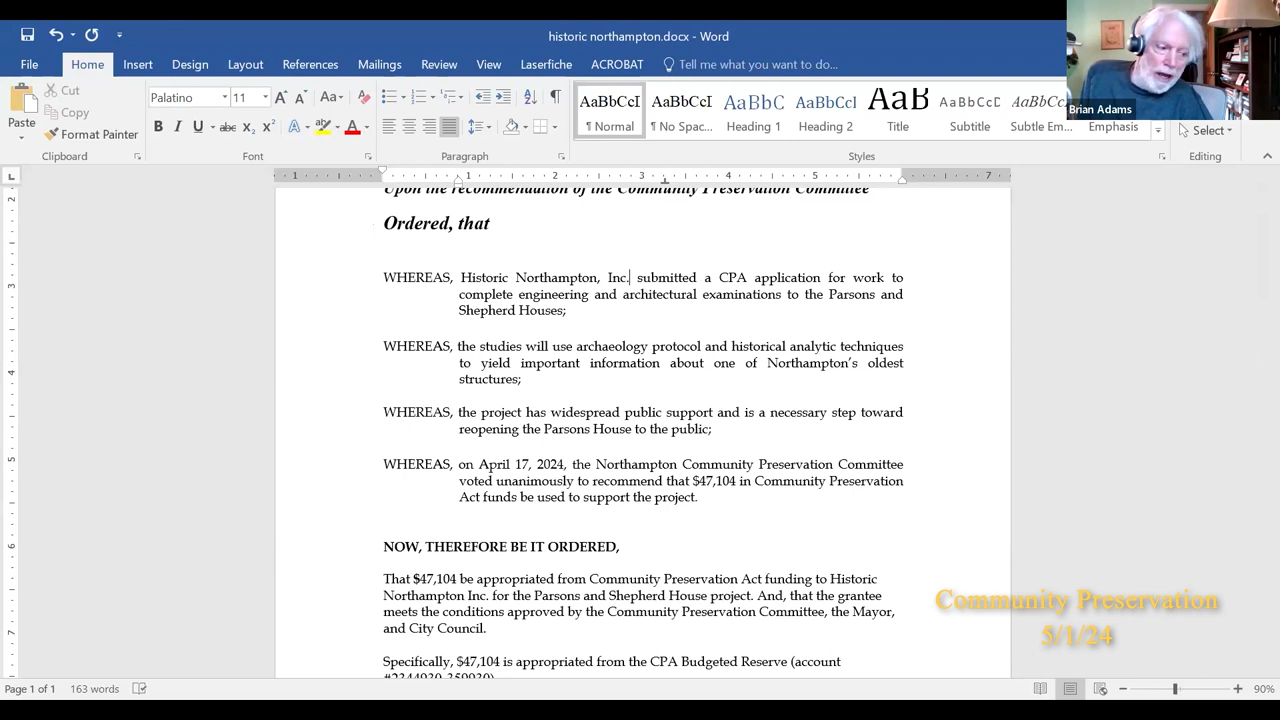 historic northampton.docx - Word
File Home Insert Design Layout References Mailings Review View Laserfiche ACROBAT Tell me what you want to do...
Paste
Cut
Copy
Format Painter
Clipboard
Palatino 11
Font
Paragraph
AaBbCcI AaBbCcI AaBbC AaBbCcI AaB AaBbCcD AaBbCcI
¶ Normal ¶ No Spac... Heading 1 Heading 2 Title Subtitle Subtle Em... Emphasis
Styles
Select
Editing
Brian Adams
Upon the recommendation of the Community Preservation Committee
Ordered, that
WHEREAS, Historic Northampton, Inc. submitted a CPA application for work to
complete engineering and architectural examinations to the Parsons and
Shepherd Houses;
WHEREAS, the studies will use archaeology protocol and historical analytic techniques
to yield important information about one of Northampton’s oldest
structures;
WHEREAS, the project has widespread public support and is a necessary step toward
reopening the Parsons House to the public;
WHEREAS, on April 17, 2024, the Northampton Community Preservation Committee
voted unanimously to recommend that $47,104 in Community Preservation
Act funds be used to support the project.
NOW, THEREFORE BE IT ORDERED,
That $47,104 be appropriated from Community Preservation Act funding to Historic
Northampton Inc. for the Parsons and Shepherd House project. And, that the grantee
meets the conditions approved by the Community Preservation Committee, the Mayor,
and City Council.
Specifically, $47,104 is appropriated from the CPA Budgeted Reserve (account
#2344930-359930)
Community Preservation
5/1/24
Page 1 of 1 163 words
90%